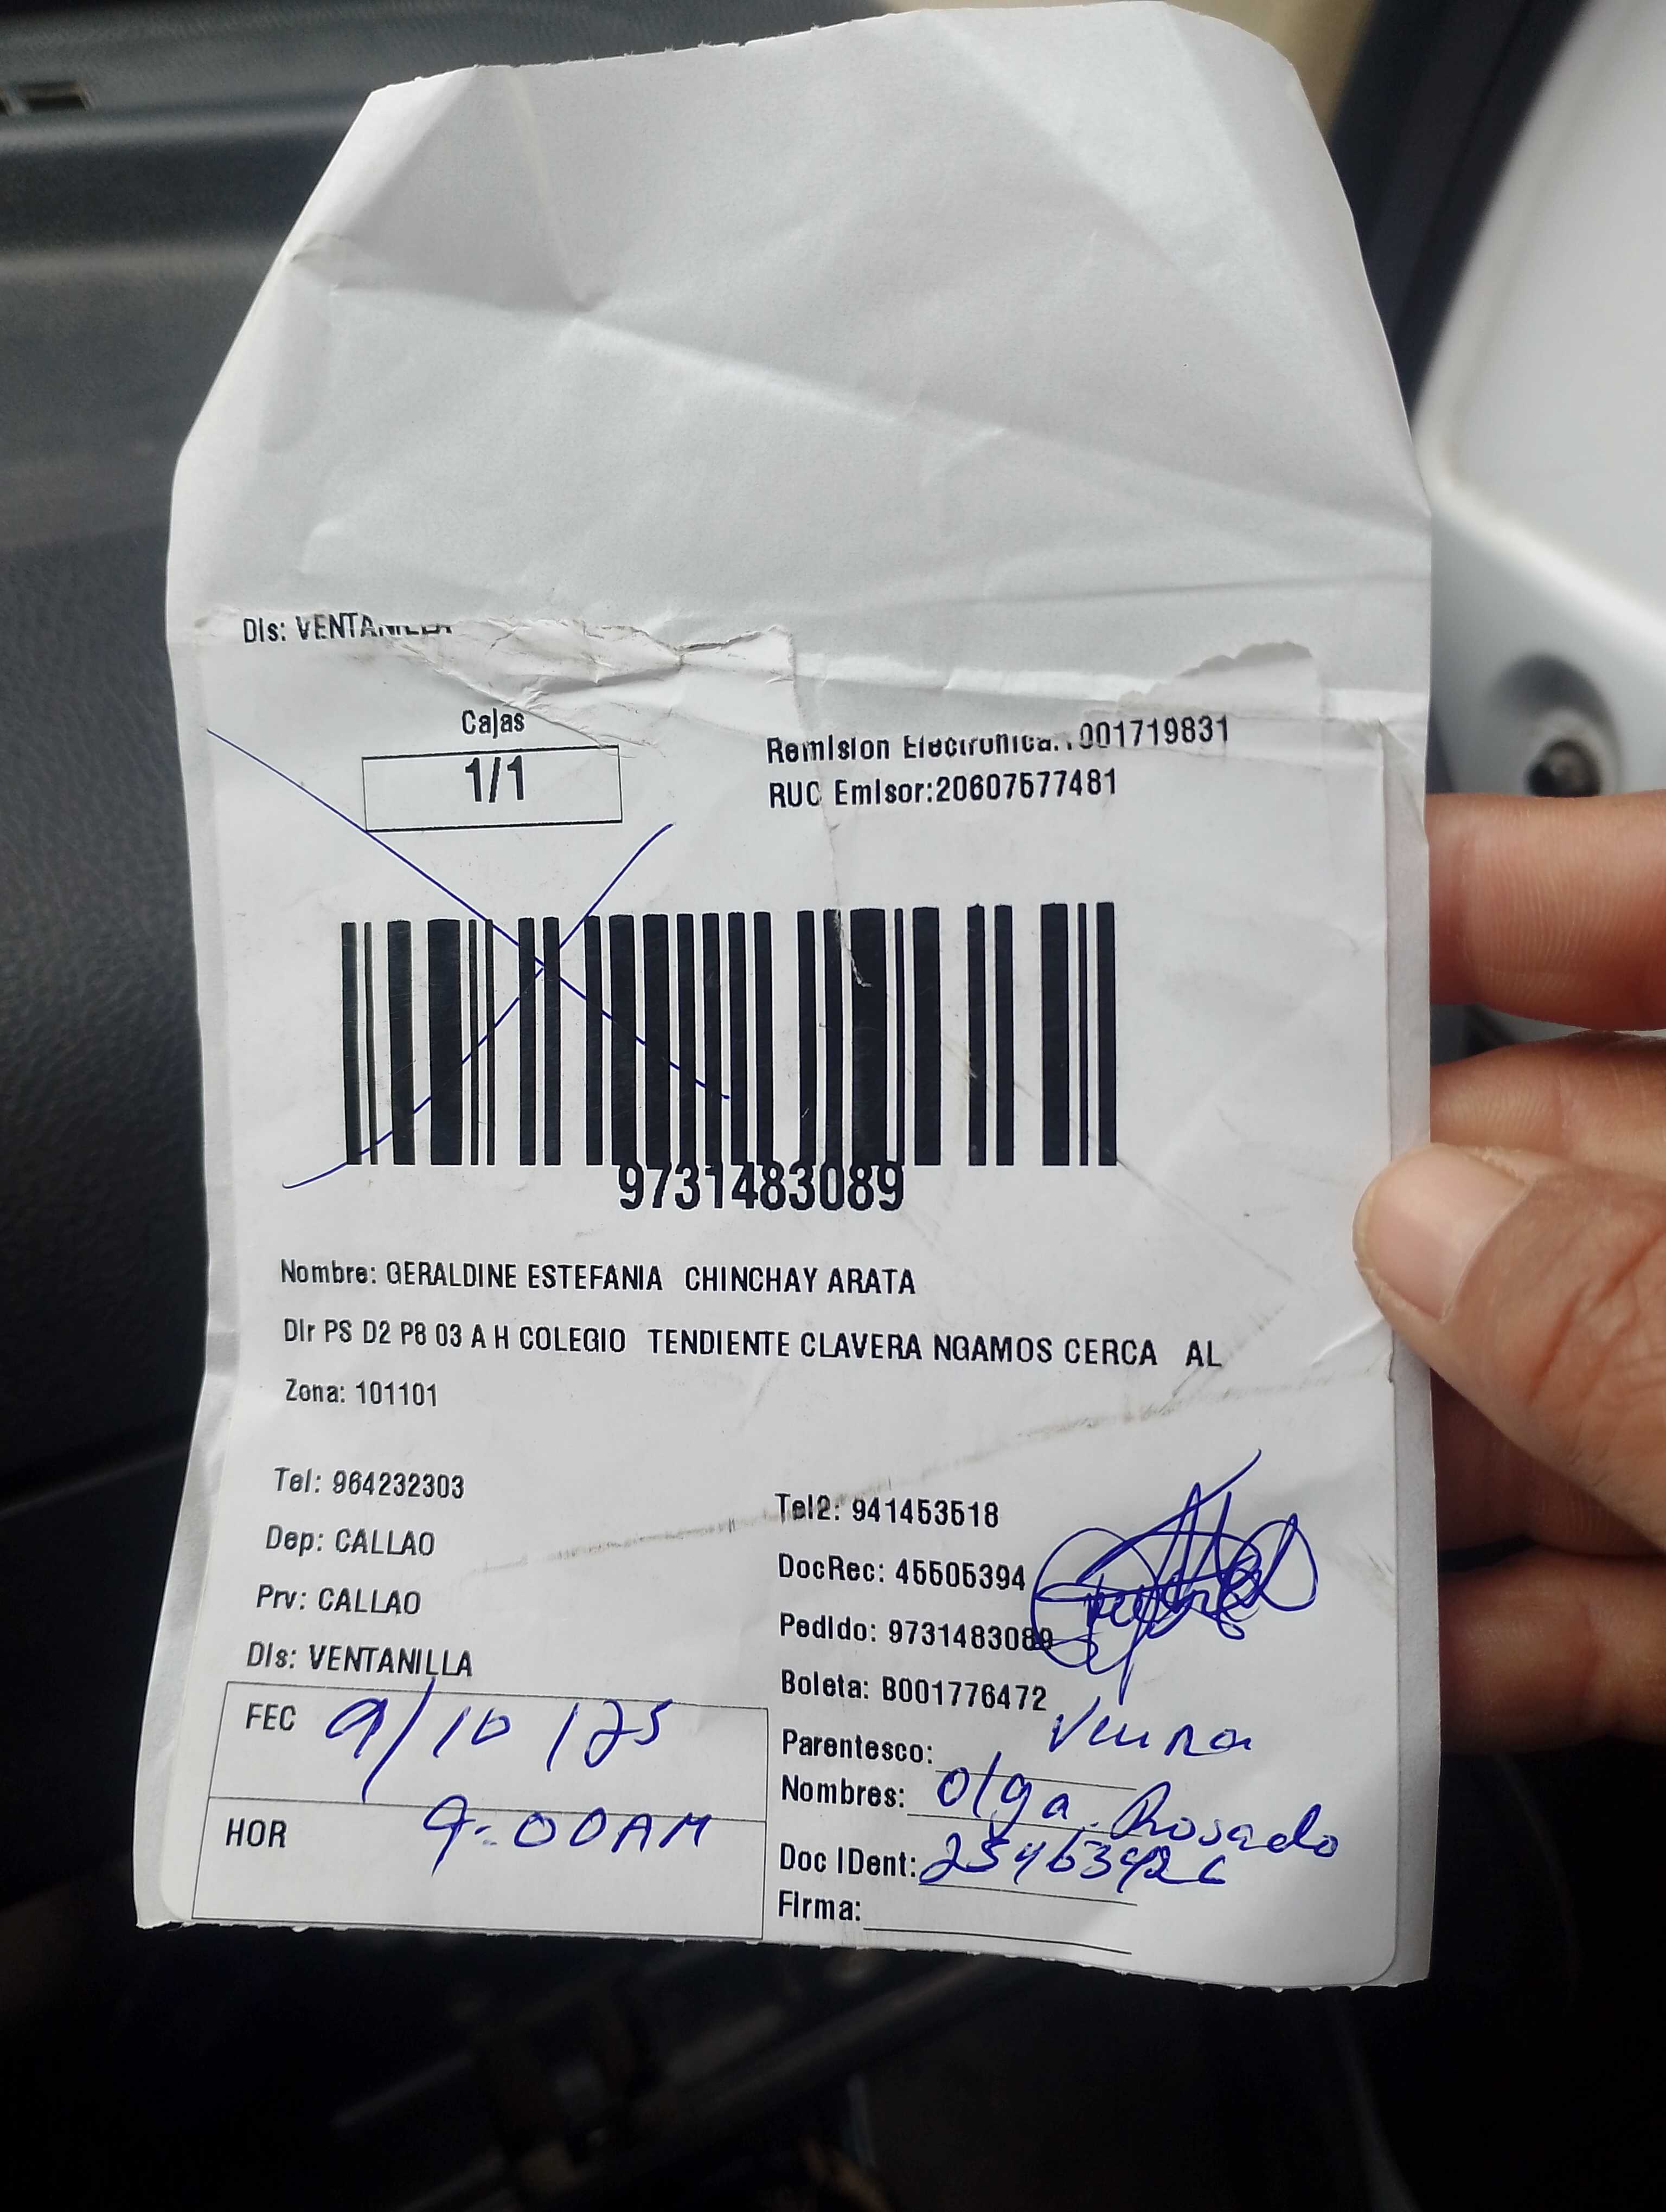 Dis: VENTANILLA
Cajas
1/1
Remision Electronica: 001719831
RUC Emisor:20607577481
9731483089
Nombre: GERALDINE ESTEFANIA CHINCHAY ARATA
Dir PS D2 P8 03 A H COLEGIO TENDIENTE CLAVERA NGAMOS CERCA AL
Zona: 101101
Tel: 964232303
Dep: CALLAO
Prv: CALLAO
Dis: VENTANILLA
FEC 9/10/25
HOR 9:00AM
Tel2: 941453518
DocRec: 45505394
Pedido: 9731483089
Boleta: B001776472
Parentesco:
Nombres: Olga Rosado
Doc IDent:
Firma: